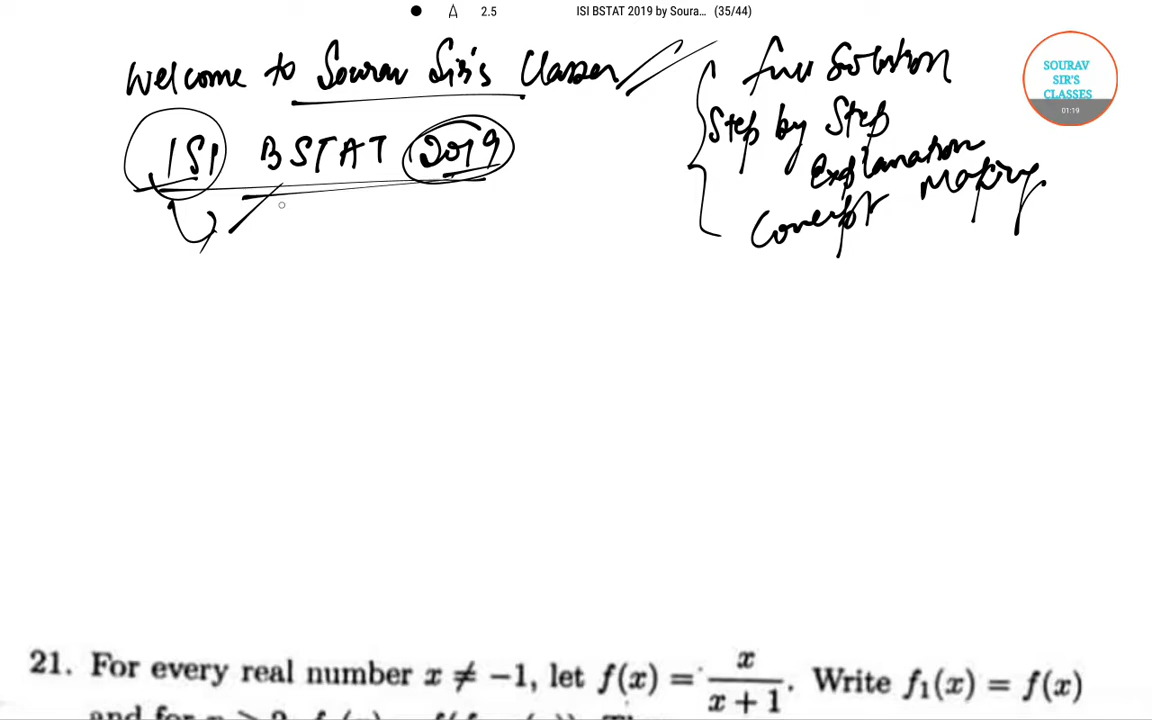 2.5 ISI BSTAT 2019 by Soura... (35/44)
Welcome to Sourav Sir's Classes
ISI BSTAT 2019
Full Solution
Step by Step
Explanation
Concept Making
SOURAV
SIR'S
CLASSES
01:19
21. For every real number x ≠ −1, let f(x) = x/(x + 1). Write f₁(x) = f(x)
and for